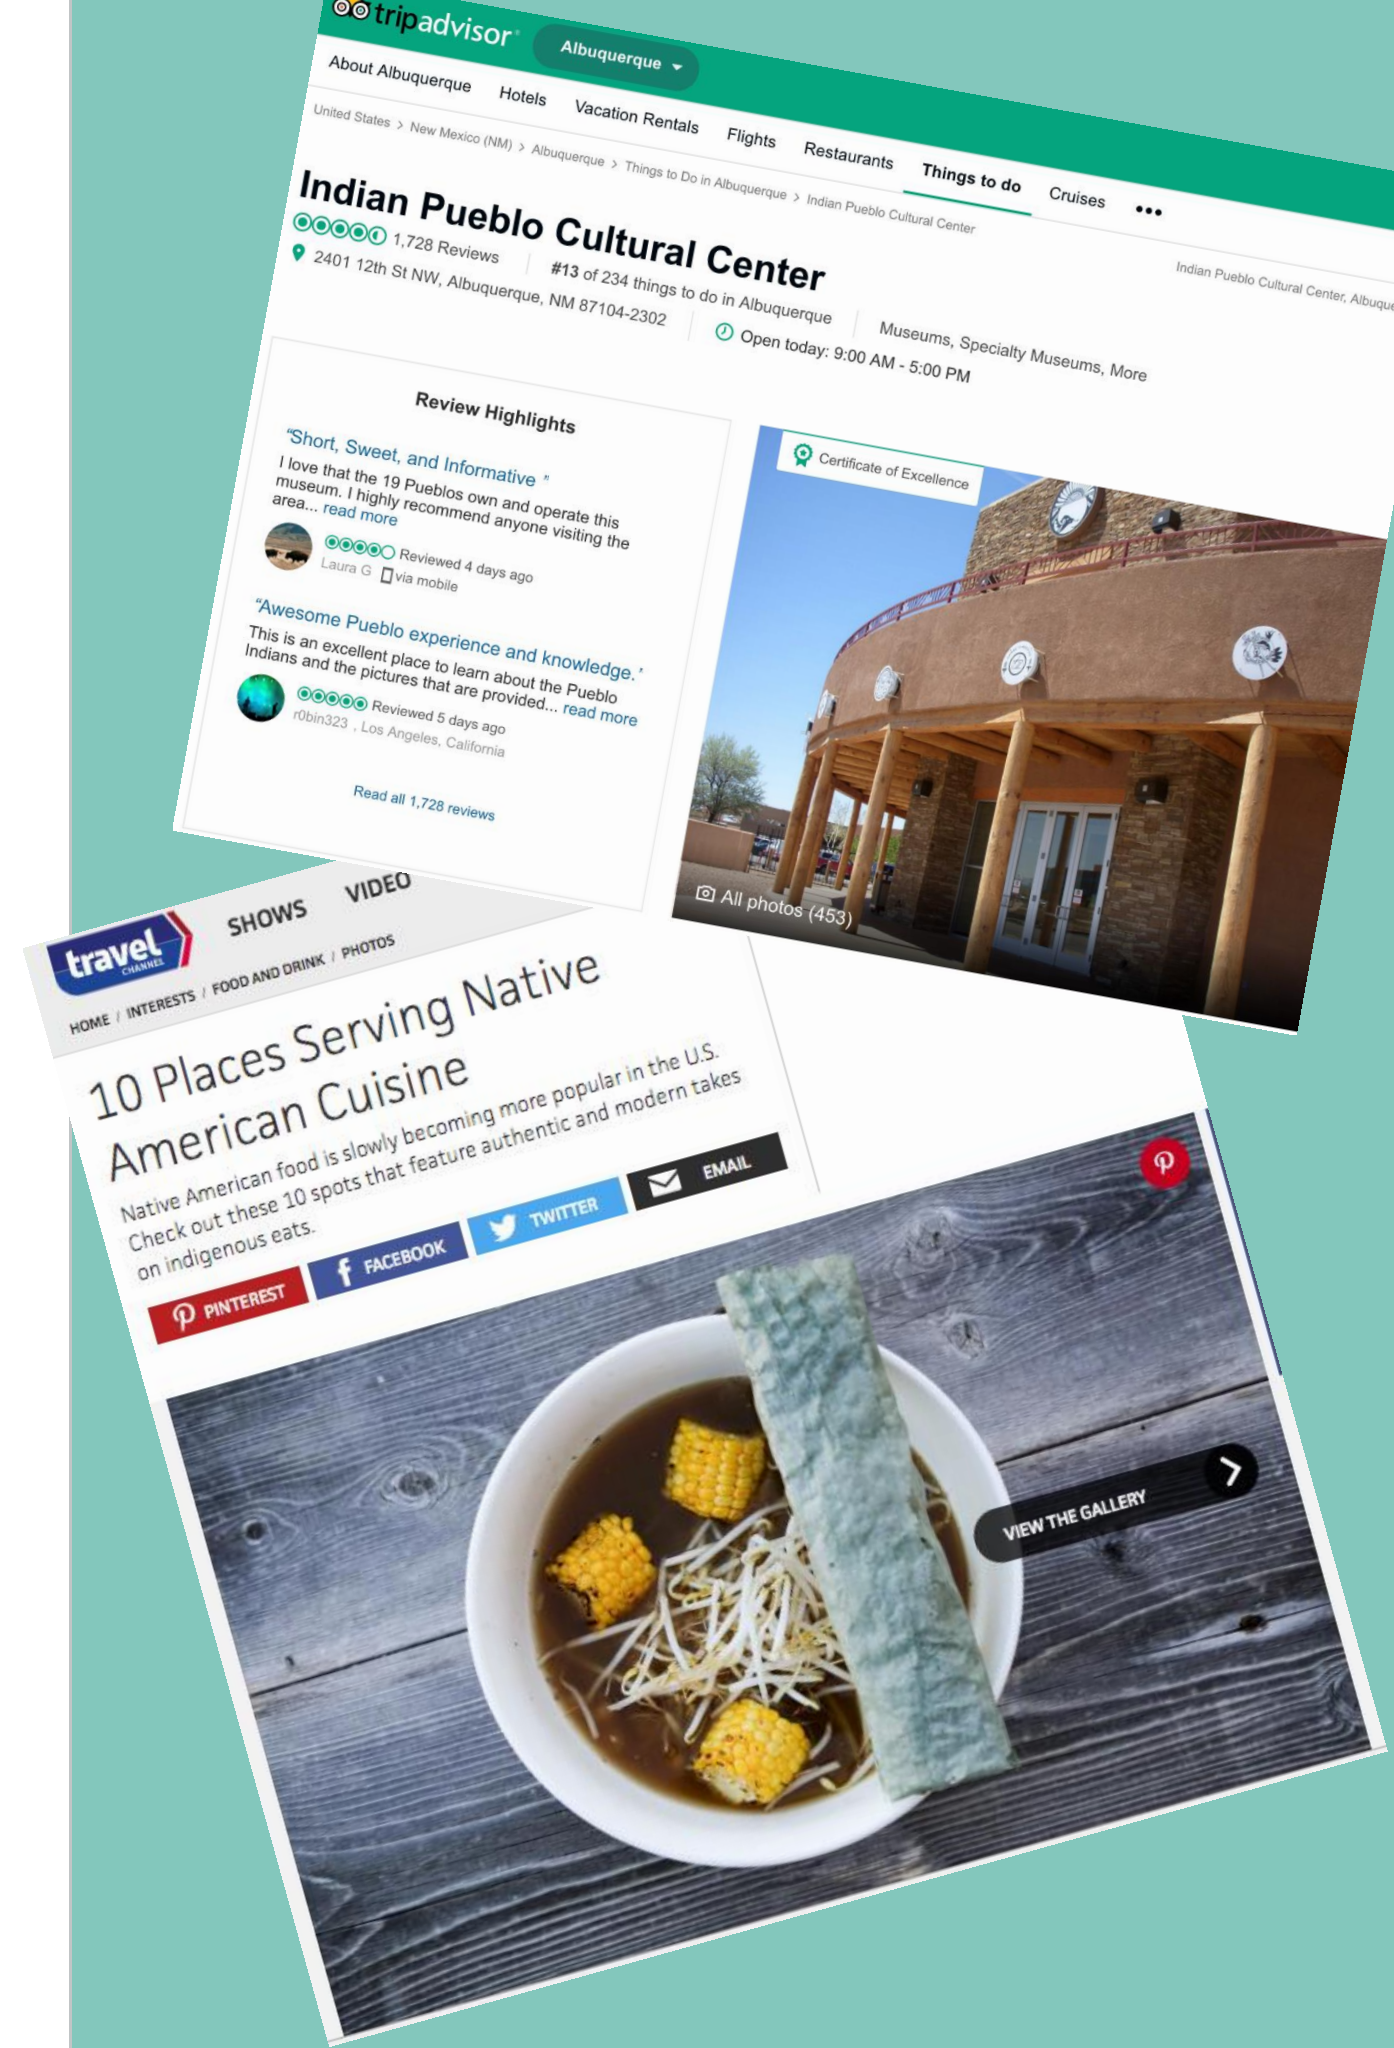 tripadvisor
Albuquerque
About Albuquerque Hotels Vacation Rentals Flights Restaurants Things to do Cruises •••
United States > New Mexico (NM) > Albuquerque > Things to Do in Albuquerque > Indian Pueblo Cultural Center
Indian Pueblo Cultural Center, Albuque
Indian Pueblo Cultural Center
1,728 Reviews #13 of 234 things to do in Albuquerque Museums, Specialty Museums, More
2401 12th St NW, Albuquerque, NM 87104-2302 Open today: 9:00 AM - 5:00 PM
Review Highlights
“Short, Sweet, and Informative ”
I love that the 19 Pueblos own and operate this
museum. I highly recommend anyone visiting the
area... read more
Reviewed 4 days ago
Laura G via mobile
“Awesome Pueblo experience and knowledge.”
This is an excellent place to learn about the Pueblo
Indians and the pictures that are provided... read more
Reviewed 5 days ago
r0bin323 , Los Angeles, California
Read all 1,728 reviews
Certificate of Excellence
All photos (453)
travel CHANNEL
SHOWS VIDEO
HOME / INTERESTS / FOOD AND DRINK / PHOTOS
10 Places Serving Native
American Cuisine
Native American food is slowly becoming more popular in the U.S.
Check out these 10 spots that feature authentic and modern takes
on indigenous eats.
PINTEREST FACEBOOK TWITTER EMAIL
VIEW THE GALLERY